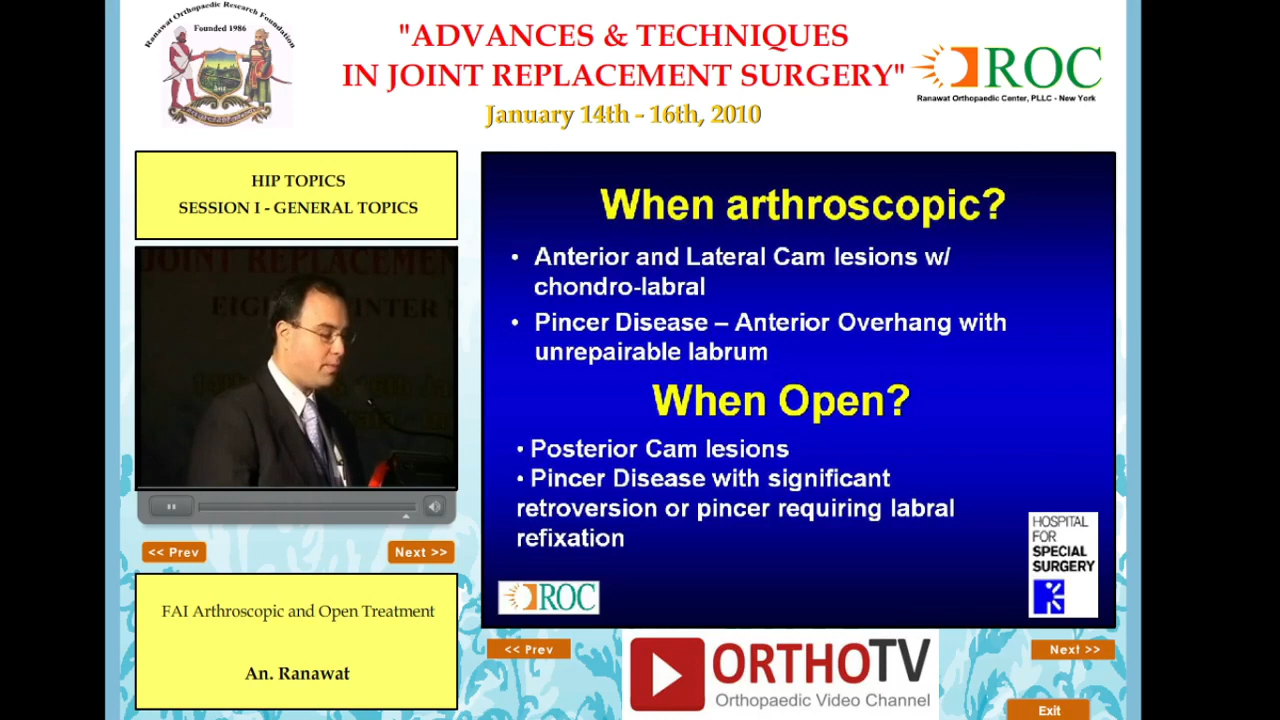 Ranawat Orthopaedic Research Foundation
Founded 1986
"ADVANCES & TECHNIQUES
IN JOINT REPLACEMENT SURGERY"
January 14th - 16th, 2010
ROC
Ranawat Orthopaedic Center, PLLC - New York
HIP TOPICS
SESSION I - GENERAL TOPICS
JOINT REPLACEMENT
<< Prev
Next >>
FAI Arthroscopic and Open Treatment
An. Ranawat
When arthroscopic?
• Anterior and Lateral Cam lesions w/
chondro-labral
• Pincer Disease – Anterior Overhang with
unrepairable labrum
When Open?
• Posterior Cam lesions
• Pincer Disease with significant
retroversion or pincer requiring labral
refixation
ROC
HOSPITAL
FOR
SPECIAL
SURGERY
<< Prev
ORTHOTV
Orthopaedic Video Channel
Next >>
Exit